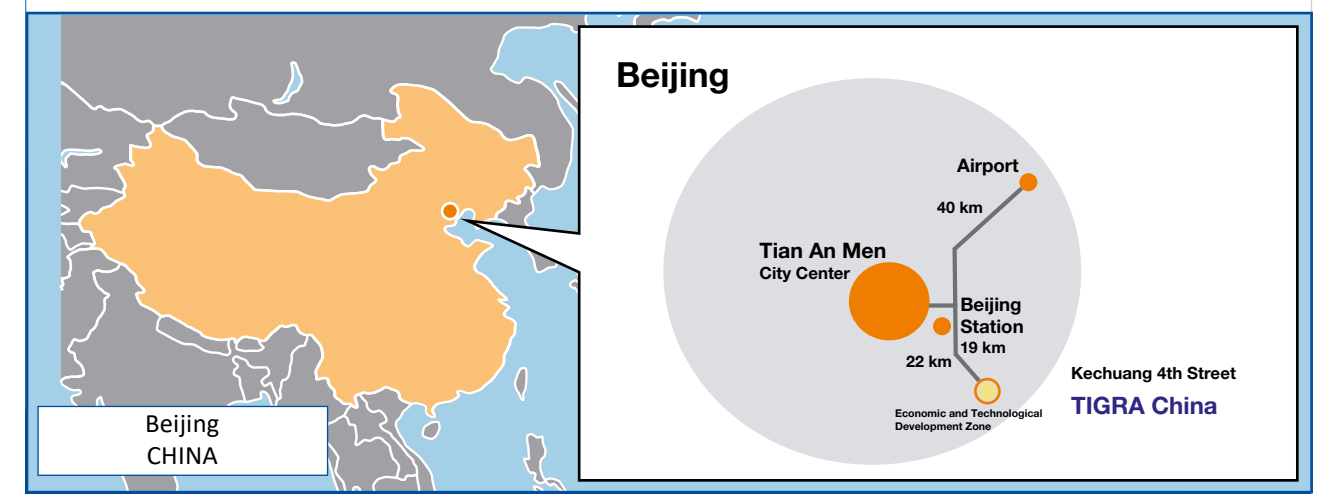 Beijing
Airport
40 km
Tian An Men
City Center
Beijing
Station
19 km
22 km
Kechuang 4th Street
TIGRA China
Economic and Technological
Development Zone
Beijing
CHINA